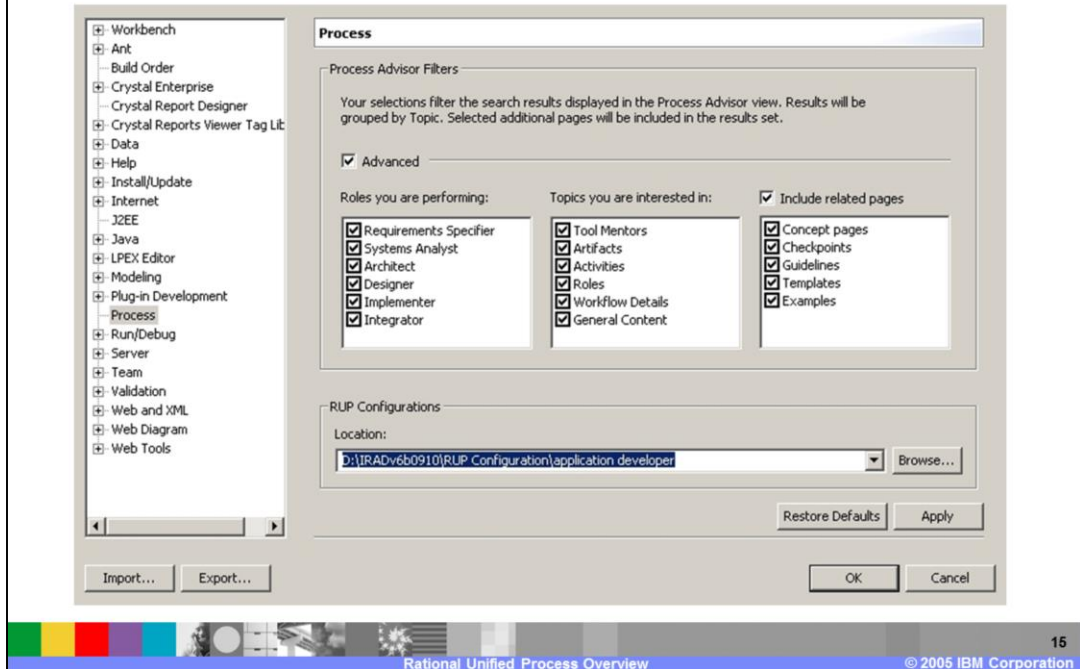 Workbench
Ant
Build Order
Crystal Enterprise
Crystal Report Designer
Crystal Reports Viewer Tag Lib
Data
Help
Install/Update
Internet
J2EE
Java
LPEX Editor
Modeling
Plug-in Development
Process
Run/Debug
Server
Team
Validation
Web and XML
Web Diagram
Web Tools
Import...
Export...
Process
Process Advisor Filters
Your selections filter the search results displayed in the Process Advisor view. Results will be
grouped by Topic. Selected additional pages will be included in the results set.
Advanced
Roles you are performing:
Requirements Specifier
Systems Analyst
Architect
Designer
Implementer
Integrator
Topics you are interested in:
Tool Mentors
Artifacts
Activities
Roles
Workflow Details
General Content
Include related pages
Concept pages
Checkpoints
Guidelines
Templates
Examples
RUP Configurations
Location:
D:\IRADv6b0910\RUP Configuration\application developer
Browse...
Restore Defaults
Apply
OK
Cancel
15
Rational Unified Process Overview
© 2005 IBM Corporation